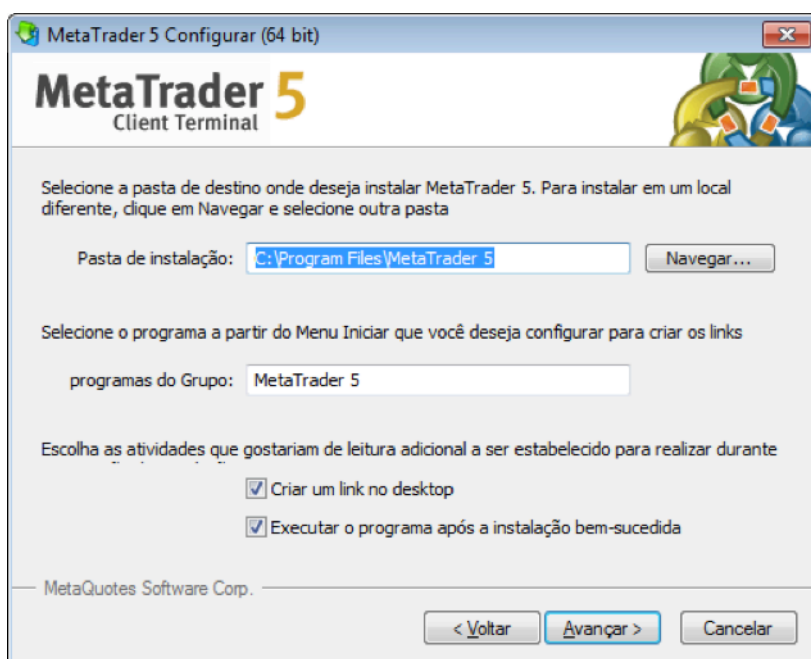 MetaTrader 5 Configurar (64 bit)
MetaTrader 5
Client Terminal
Selecione a pasta de destino onde deseja instalar MetaTrader 5. Para instalar em um local
diferente, clique em Navegar e selecione outra pasta
Pasta de instalação: C:\Program Files\MetaTrader 5 Navegar...
Selecione o programa a partir do Menu Iniciar que você deseja configurar para criar os links
programas do Grupo: MetaTrader 5
Escolha as atividades que gostariam de leitura adicional a ser estabelecido para realizar durante
Criar um link no desktop
Executar o programa após a instalação bem-sucedida
MetaQuotes Software Corp.
< Voltar Avançar > Cancelar